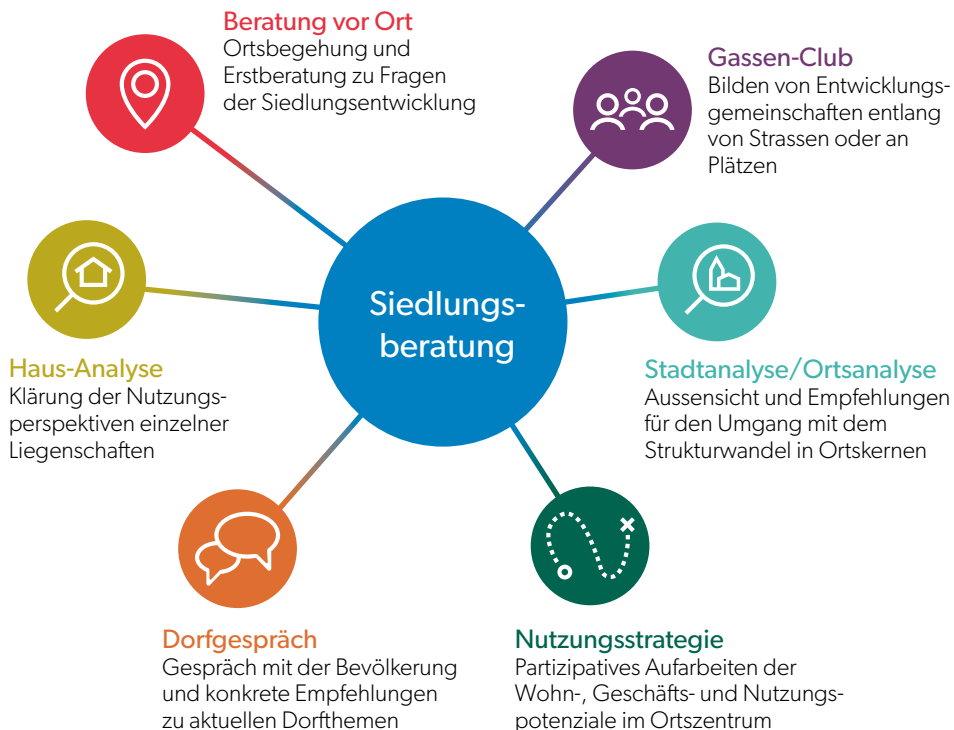 Beratung vor Ort
Ortsbegehung und
Erstberatung zu Fragen
der Siedlungsentwicklung
Gassen-Club
Bilden von Entwicklungs-
gemeinschaften entlang
von Strassen oder an
Plätzen
Siedlungs-
beratung
Haus-Analyse
Klärung der Nutzungs-
perspektiven einzelner
Liegenschaften
Stadtanalyse/Ortsanalyse
Aussensicht und Empfehlungen
für den Umgang mit dem
Strukturwandel in Ortskernen
Dorfgespräch
Gespräch mit der Bevölkerung
und konkrete Empfehlungen
zu aktuellen Dorfthemen
Nutzungsstrategie
Partizipatives Aufarbeiten der
Wohn-, Geschäfts- und Nutzungs-
potenziale im Ortszentrum